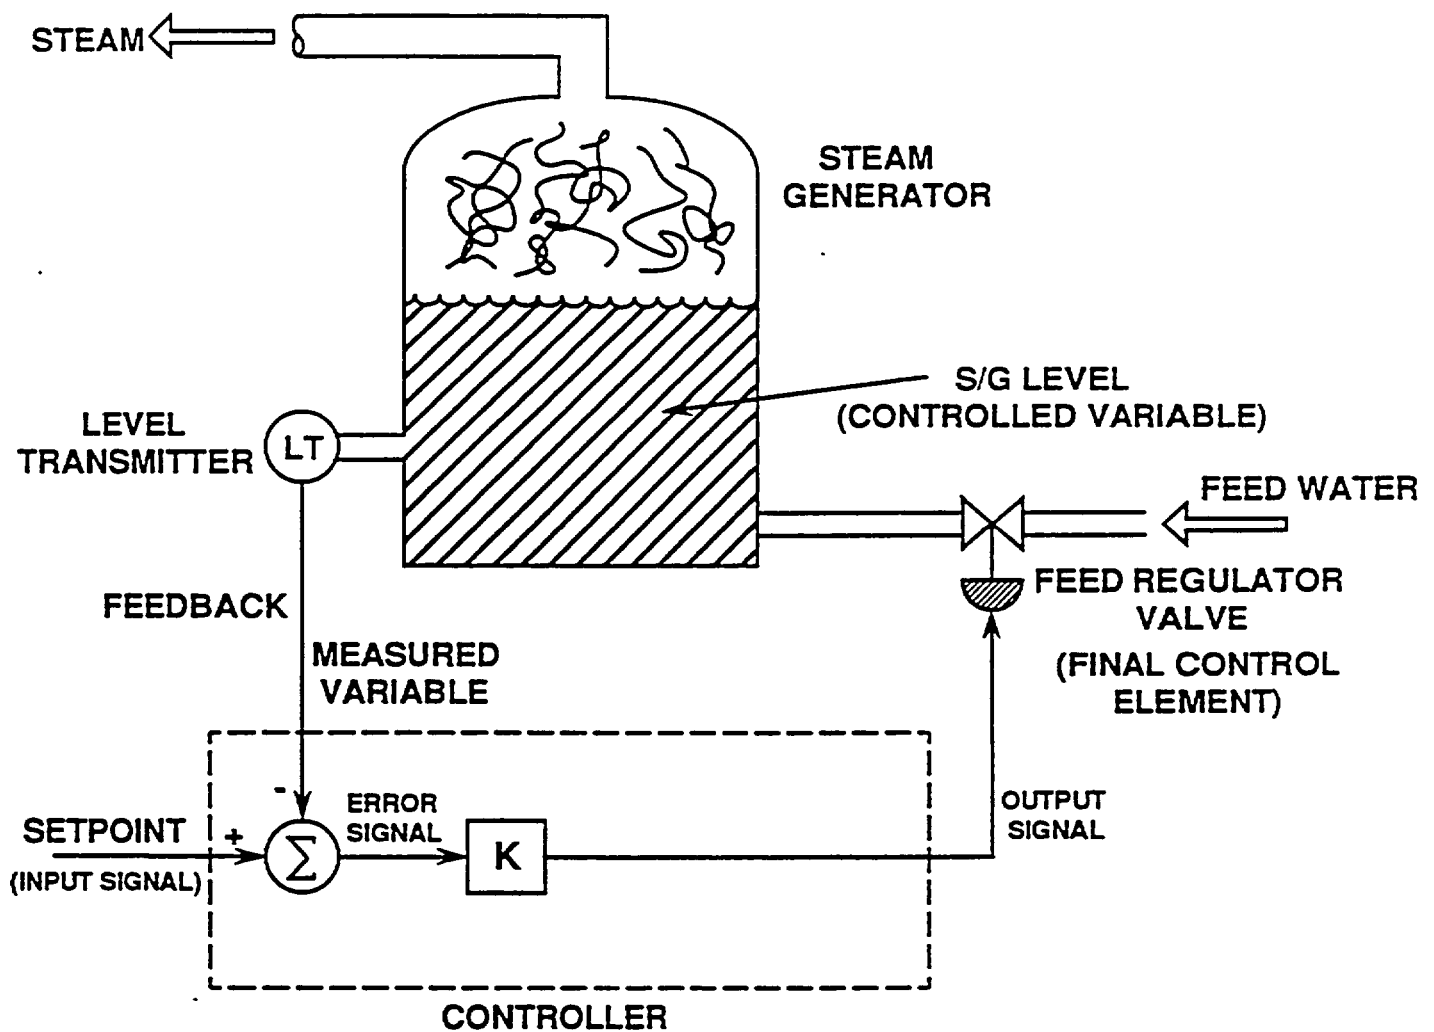 STEAM
STEAM
GENERATOR
S/G LEVEL
(CONTROLLED VARIABLE)
LEVEL
TRANSMITTER
LT
FEED WATER
FEED REGULATOR
VALVE
(FINAL CONTROL
ELEMENT)
FEEDBACK
MEASURED
VARIABLE
-
ERROR
SIGNAL
OUTPUT
SIGNAL
SETPOINT
+
(INPUT SIGNAL)
Σ
K
CONTROLLER